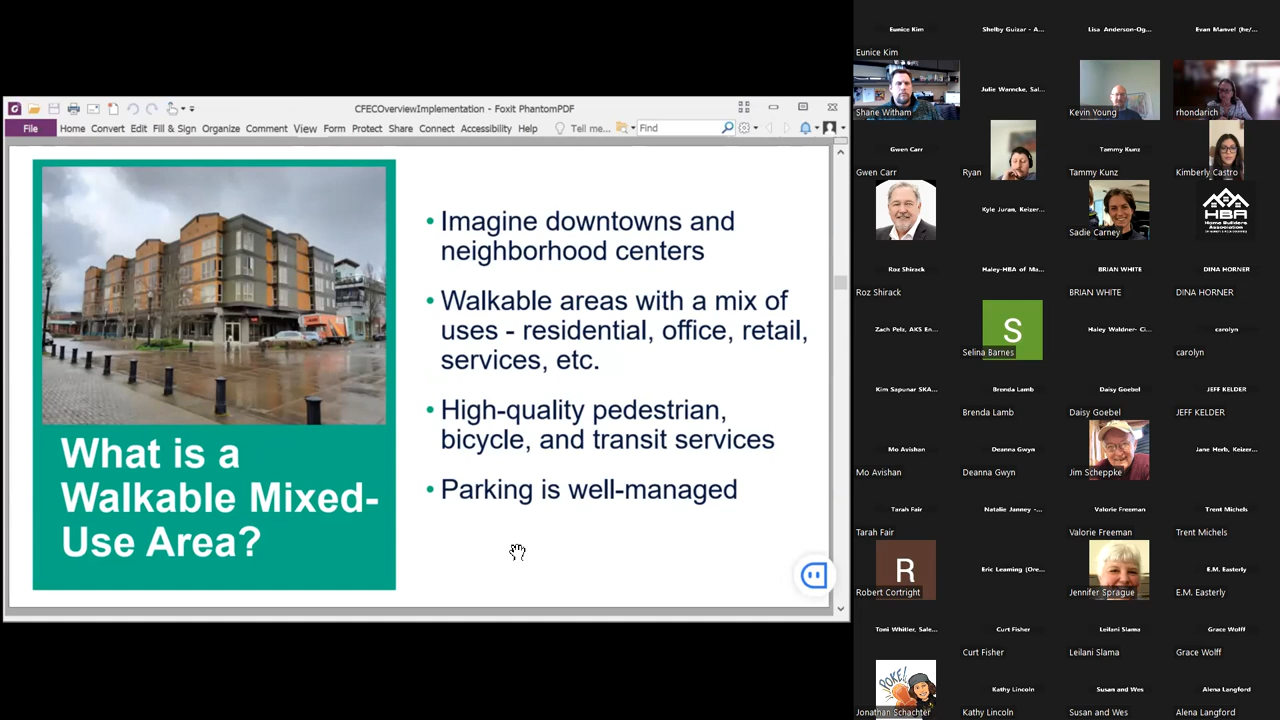 CFECOverviewImplementation - Foxit PhantomPDF
File Home Convert Edit Fill & Sign Organize Comment View Form Protect Share Connect Accessibility Help Tell me... Find
What is a
Walkable Mixed-
Use Area?
• Imagine downtowns and
neighborhood centers
• Walkable areas with a mix of
uses - residential, office, retail,
services, etc.
• High-quality pedestrian,
bicycle, and transit services
• Parking is well-managed
Eunice Kim
Shelby Guizar - A...
Lisa Anderson-Og...
Evan Manvel (he/...
Eunice Kim
Shane Witham
Julie Warncke, Sal...
Kevin Young
rhondarich
Gwen Carr
Tammy Kunz
Gwen Carr
Ryan
Tammy Kunz
Kimberly Castro
Kyle Juran, Keizer...
Sadie Carney
HBA
Home Builders
Association
Roz Shirack
Haley-HBA of Ma...
BRIAN WHITE
DINA HORNER
Roz Shirack
BRIAN WHITE
DINA HORNER
Zach Pelz, AKS En...
S
Selina Barnes
Haley Waldner- Ci...
carolyn
carolyn
Kim Sapunar SKA...
Brenda Lamb
Daisy Goebel
JEFF KELDER
Brenda Lamb
Daisy Goebel
JEFF KELDER
Mo Avishan
Deanna Gwyn
Jane Herb, Keizer...
Mo Avishan
Deanna Gwyn
Jim Scheppke
Tarah Fair
Natalie Janney -...
Valorie Freeman
Trent Michels
Tarah Fair
Valorie Freeman
Trent Michels
R
Robert Cortright
Eric Leaming (Ore...
Jennifer Sprague
E.M. Easterly
E.M. Easterly
Toni Whitler, Sale...
Curt Fisher
Leilani Slama
Grace Wolff
Curt Fisher
Leilani Slama
Grace Wolff
POKE!
Jonathan Schachter
Kathy Lincoln
Susan and Wes
Alena Langford
Kathy Lincoln
Susan and Wes
Alena Langford